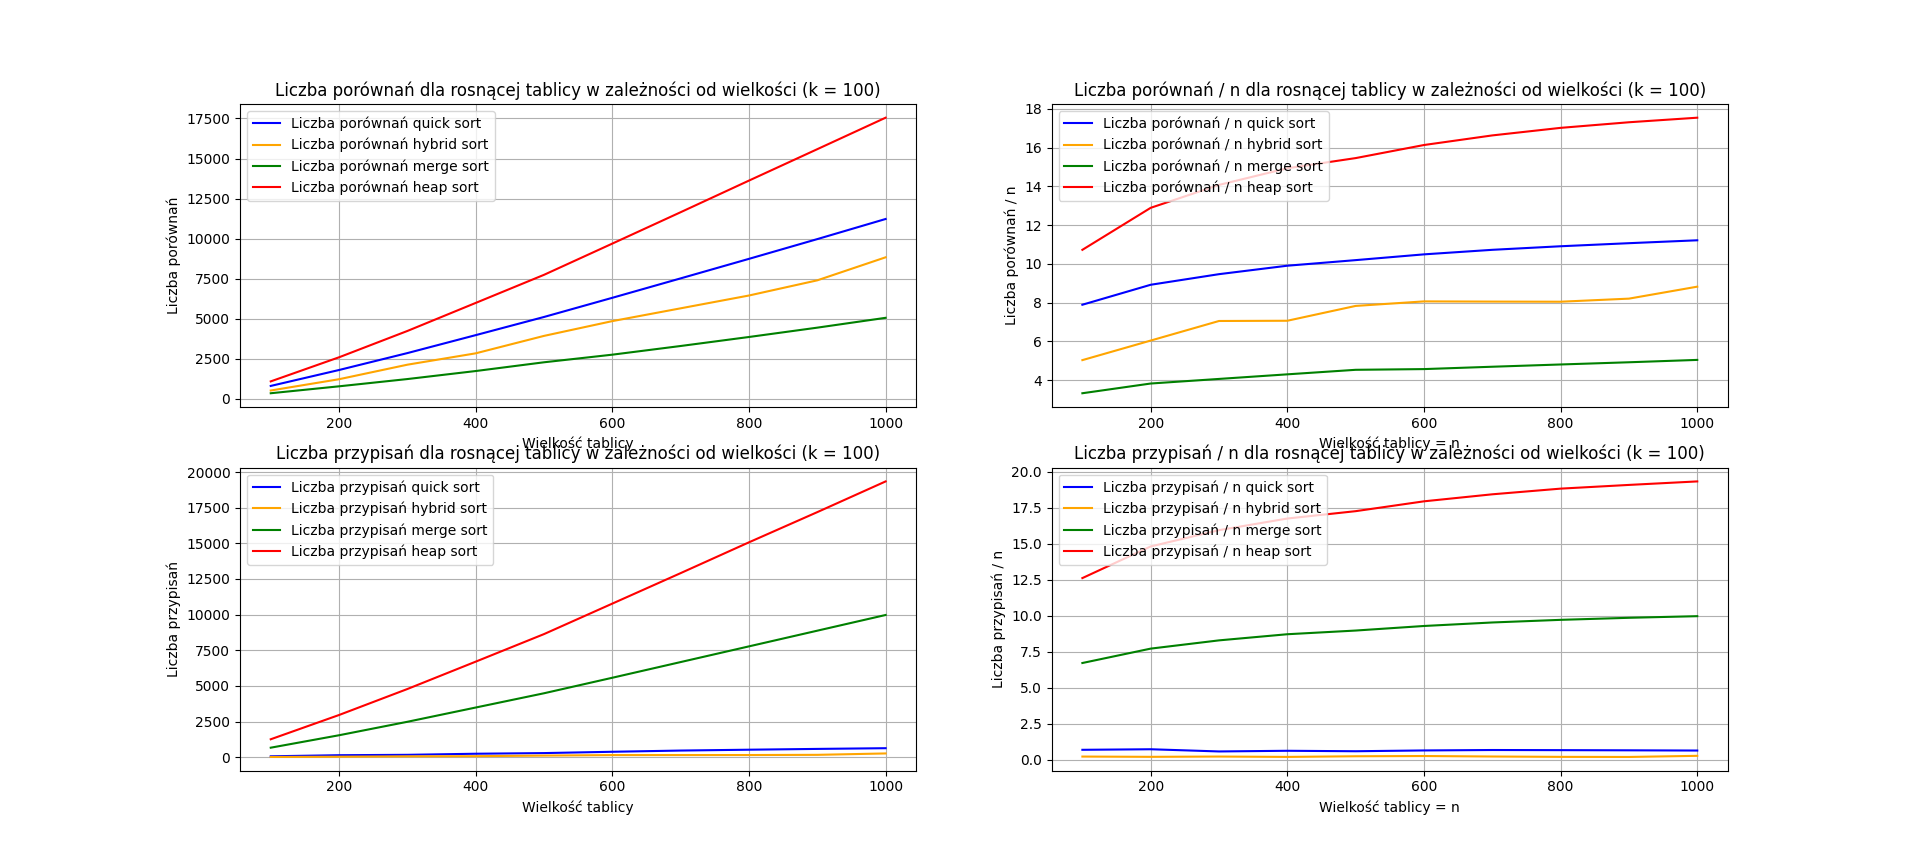 Liczba porównań dla rosnącej tablicy w zależności od wielkości (k = 100)
17500
15000
12500
10000
7500
5000
2500
0
Liczba porównań
Liczba porównań quick sort
Liczba porównań hybrid sort
Liczba porównań merge sort
Liczba porównań heap sort
200 400 600 800 1000
Wielkość tablicy
Liczba porównań / n dla rosnącej tablicy w zależności od wielkości (k = 100)
18
16
14
12
10
8
6
4
Liczba porównań / n
Liczba porównań / n quick sort
Liczba porównań / n hybrid sort
Liczba porównań / n merge sort
Liczba porównań / n heap sort
200 400 600 800 1000
Wielkość tablicy = n
Liczba przypisań dla rosnącej tablicy w zależności od wielkości (k = 100)
20000
17500
15000
12500
10000
7500
5000
2500
0
Liczba przypisań
Liczba przypisań quick sort
Liczba przypisań hybrid sort
Liczba przypisań merge sort
Liczba przypisań heap sort
200 400 600 800 1000
Wielkość tablicy
Liczba przypisań / n dla rosnącej tablicy w zależności od wielkości (k = 100)
20.0
17.5
15.0
12.5
10.0
7.5
5.0
2.5
0.0
Liczba przypisań / n
Liczba przypisań / n quick sort
Liczba przypisań / n hybrid sort
Liczba przypisań / n merge sort
Liczba przypisań / n heap sort
200 400 600 800 1000
Wielkość tablicy = n